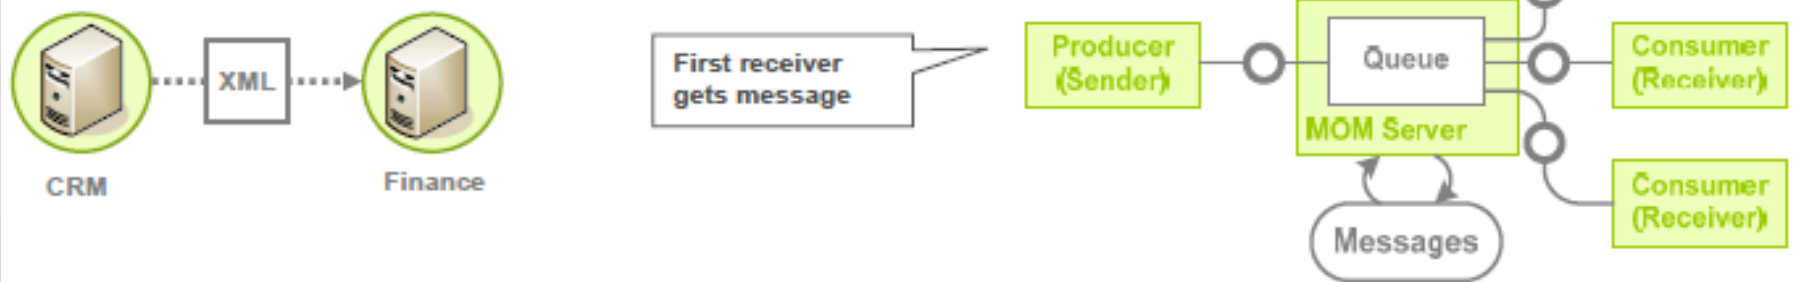 XML
CRM
Finance
First receiver
gets message
Producer
(Sender)
Queue
MOM Server
Messages
Consumer
(Receiver)
Consumer
(Receiver)